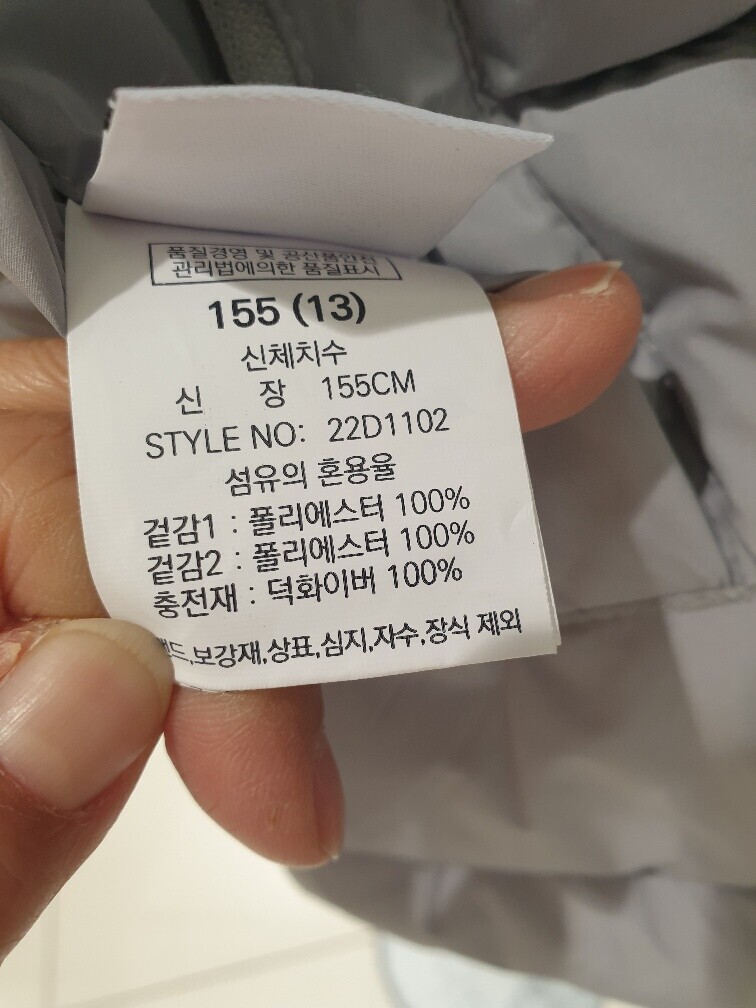 품질경영 및 공산품안전
관리법에의한 품질표시
155 (13)
신체치수
신 장 155CM
STYLE NO: 22D1102
섬유의 혼용율
겉감1 : 폴리에스터 100%
겉감2 : 폴리에스터 100%
충전재 : 덕화이버 100%
보강재,상표,심지,자수,장식 제외